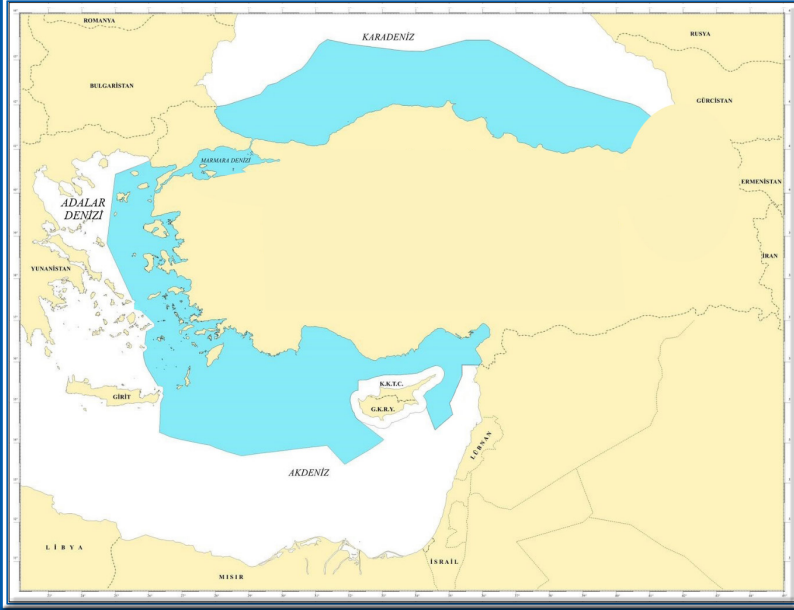 ROMANYA
RUSYA
KARADENİZ
BULGARİSTAN
GÜRCİSTAN
MARMARA DENİZİ
ERMENİSTAN
ADALAR
DENİZİ
İRAN
YUNANİSTAN
K.K.T.C.
GİRİT
G.K.R.Y.
LÜBNAN
AKDENİZ
LİBYA
İSRAİL
MISIR